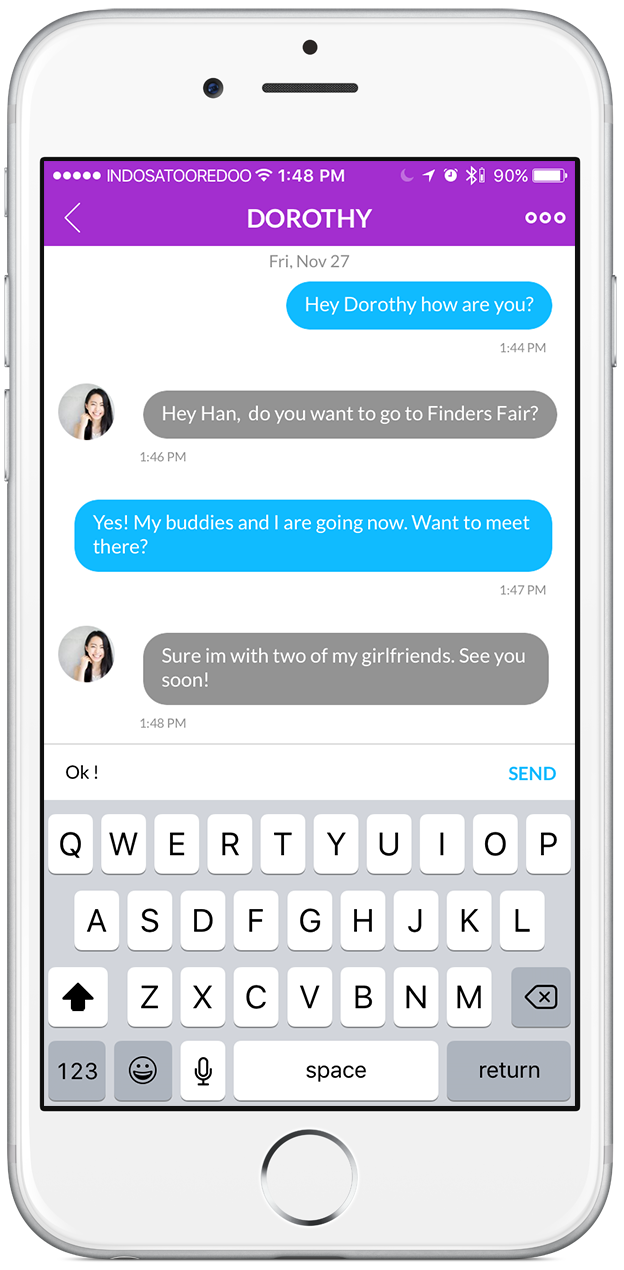 INDOSATOOREDOO 1:48 PM 90%
DOROTHY
Fri, Nov 27
Hey Dorothy how are you?
1:44 PM
Hey Han,  do you want to go to Finders Fair?
1:46 PM
Yes! My buddies and I are going now. Want to meet
there?
1:47 PM
Sure im with two of my girlfriends. See you
soon!
1:48 PM
Ok ! SEND
Q W E R T Y U I O P
A S D F G H J K L
Z X C V B N M
123 space return